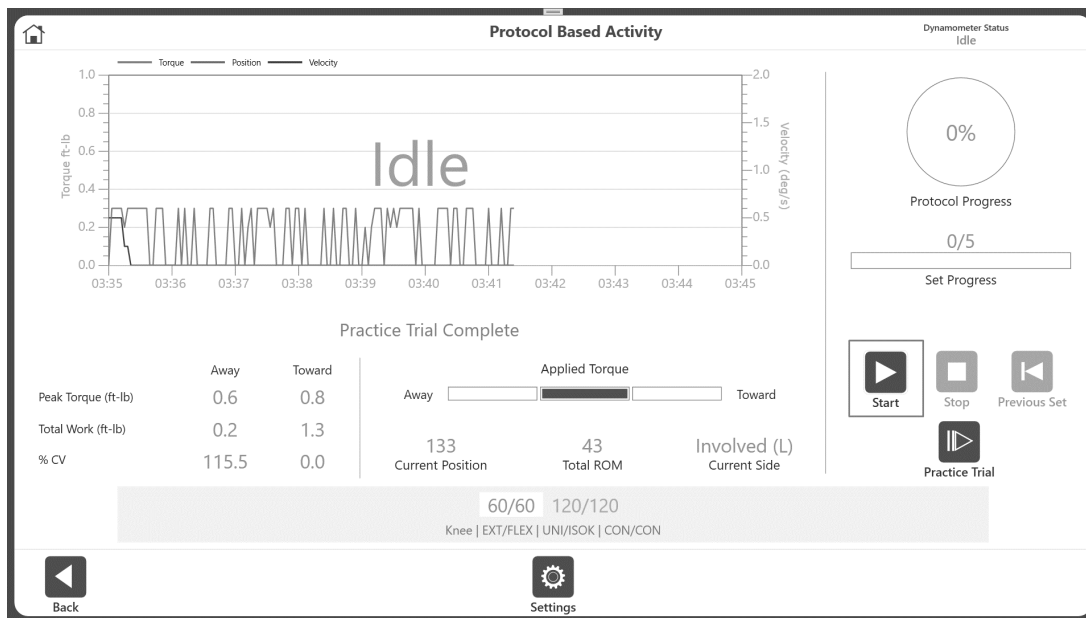 Protocol Based Activity
Dynamometer Status
Idle
Torque Position Velocity
1.0
0.8
0.6
0.4
0.2
0.0
Torque ft-lb
2.0
1.5
1.0
0.5
0.0
Velocity (deg/s)
Idle
03:35 03:36 03:37 03:38 03:39 03:40 03:41 03:42 03:43 03:44 03:45
0%
Protocol Progress
0/5
Set Progress
Practice Trial Complete
Away Toward
Peak Torque (ft-lb) 0.6 0.8
Total Work (ft-lb) 0.2 1.3
% CV 115.5 0.0
Applied Torque
Away Toward
133 43 Involved (L)
Current Position Total ROM Current Side
Start Stop Previous Set
Practice Trial
60/60 120/120
Knee | EXT/FLEX | UNI/ISOK | CON/CON
Back Settings